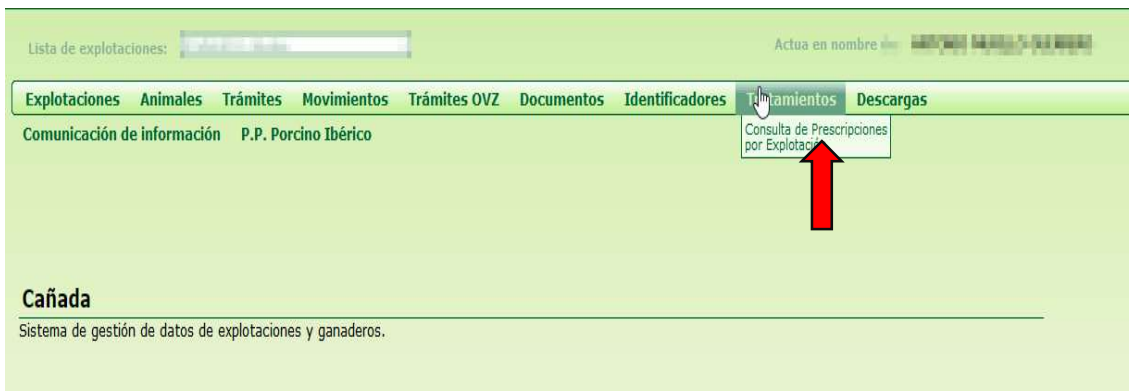 Lista de explotaciones:
Actua en nombre
Explotaciones Animales Trámites Movimientos Trámites OVZ Documentos Identificadores Tratamientos Descargas
Comunicación de información P.P. Porcino Ibérico
Consulta de Prescripciones
por Explotación
Cañada
Sistema de gestión de datos de explotaciones y ganaderos.